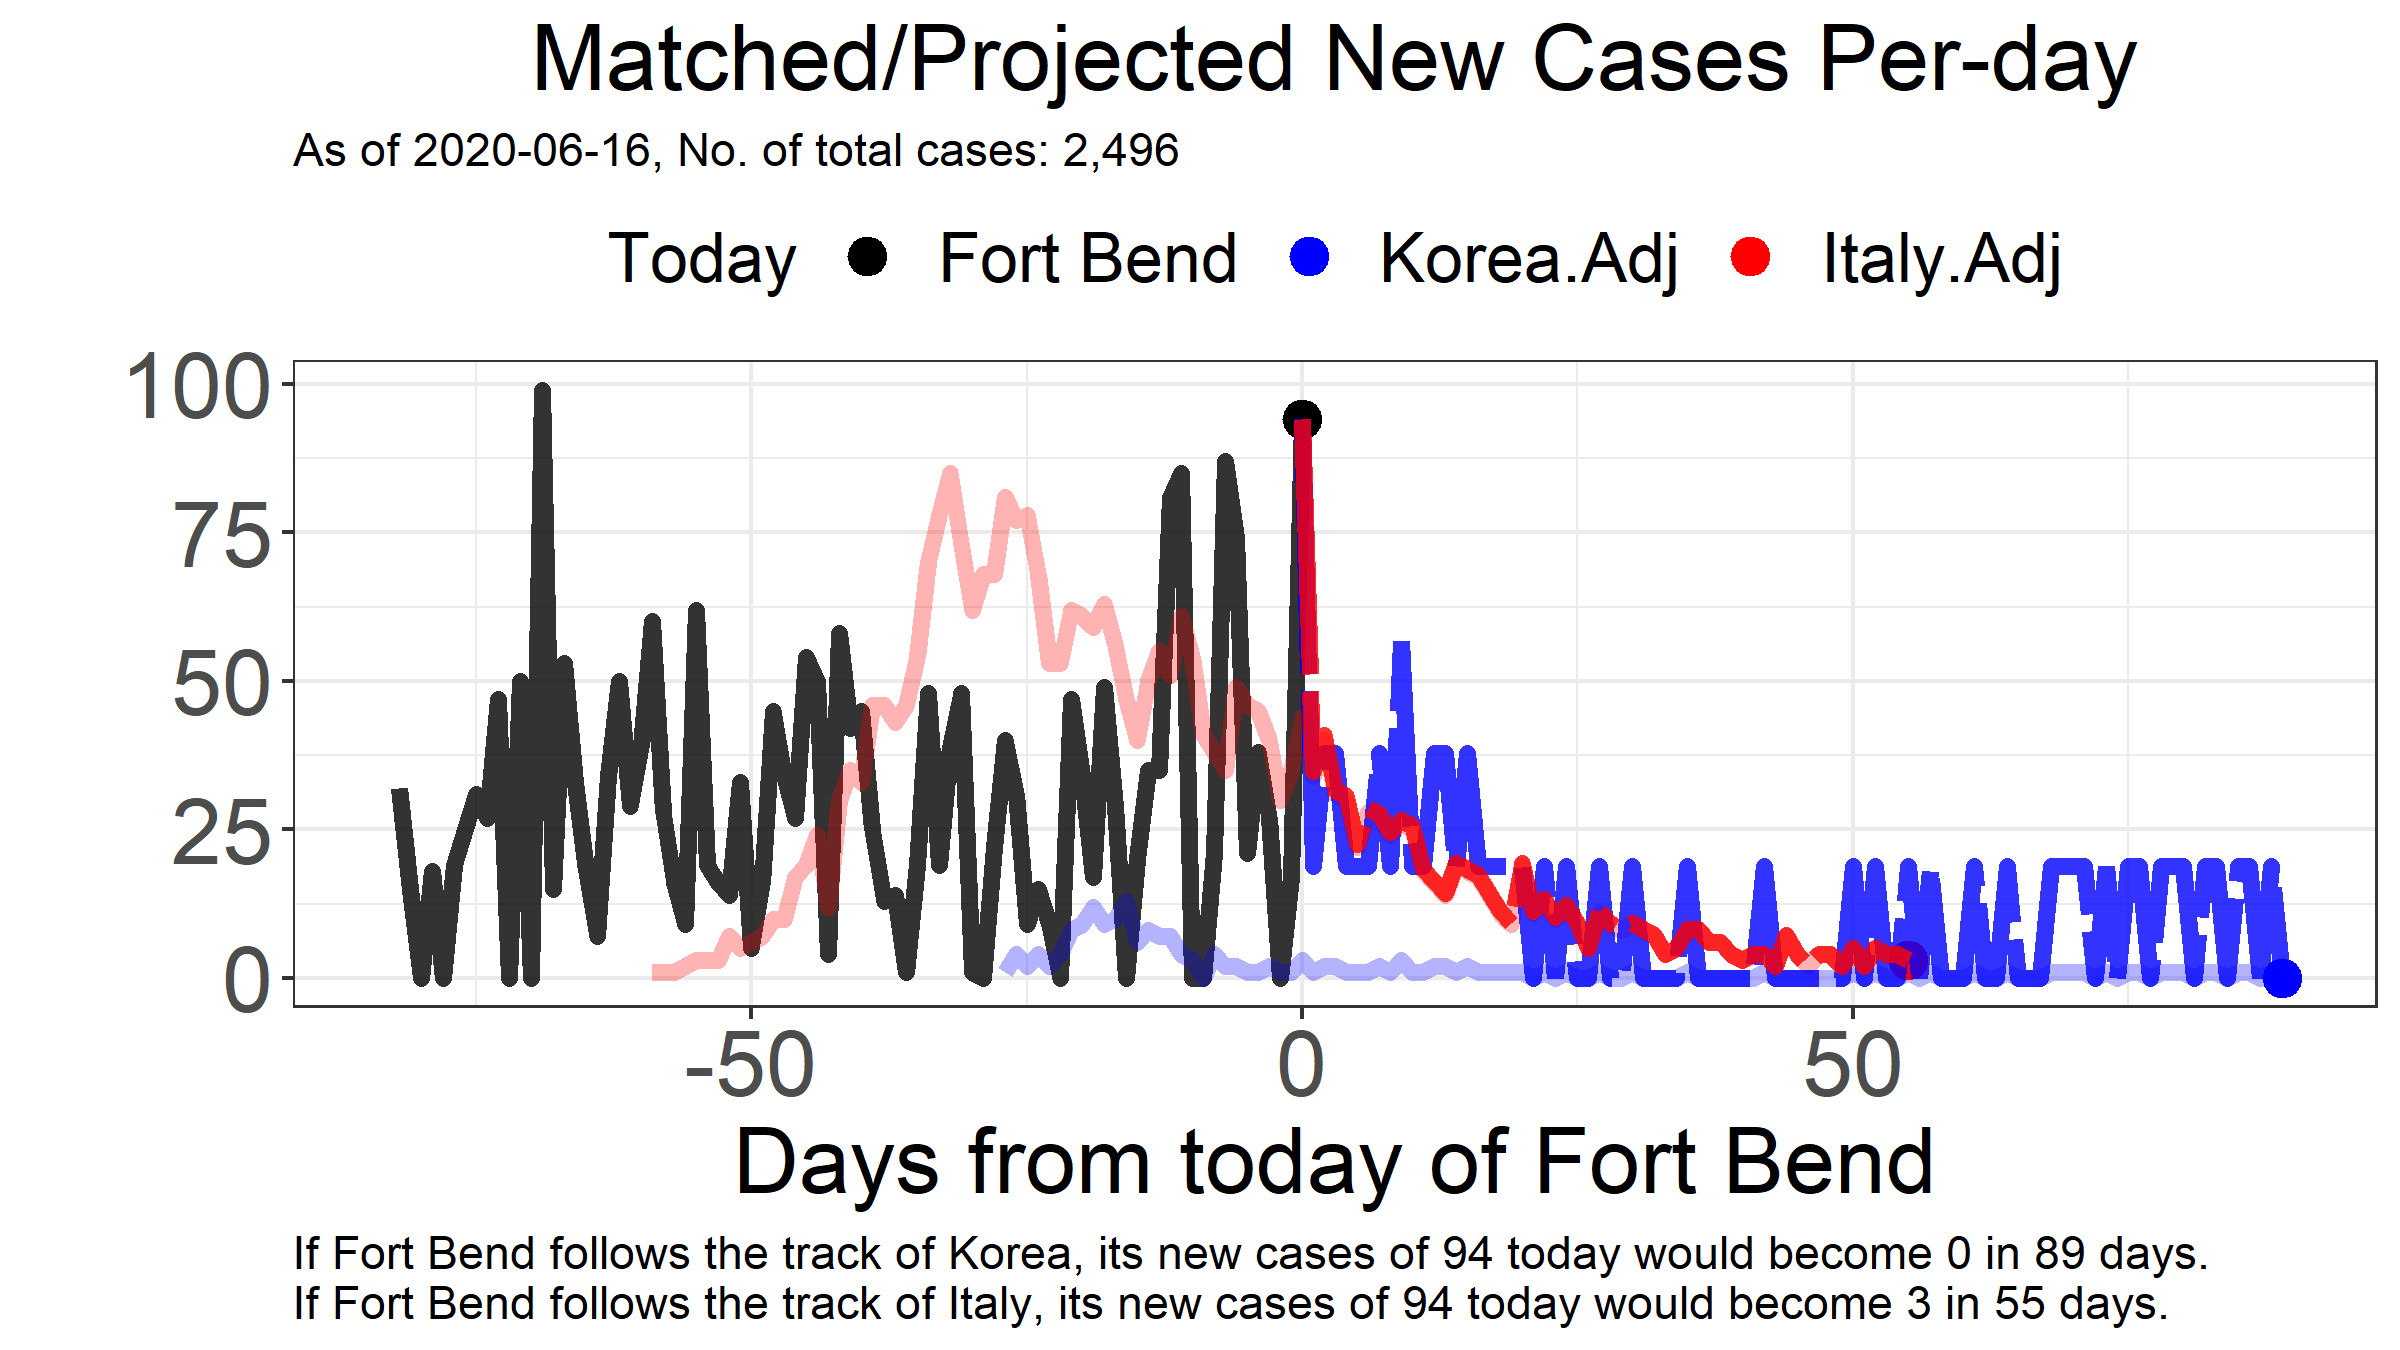 Matched/Projected New Cases Per-day
As of 2020-06-16, No. of total cases: 2,496
Today Fort Bend Korea.Adj Italy.Adj
100
75
50
25
0
-50 0 50
Days from today of Fort Bend
If Fort Bend follows the track of Korea, its new cases of 94 today would become 0 in 89 days.
If Fort Bend follows the track of Italy, its new cases of 94 today would become 3 in 55 days.